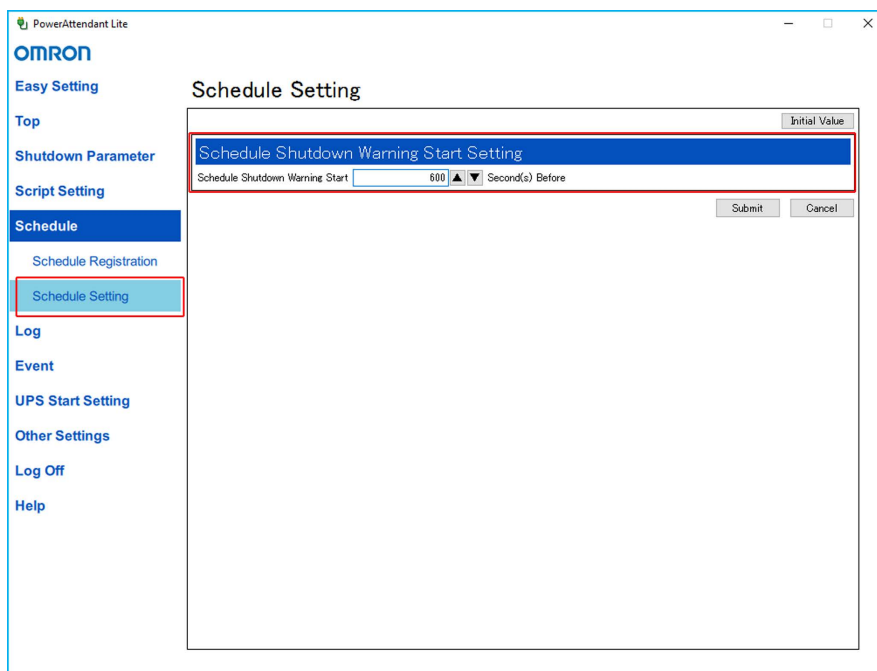 PowerAttendant Lite
OMRON
Easy Setting
Top
Shutdown Parameter
Script Setting
Schedule
Schedule Registration
Schedule Setting
Log
Event
UPS Start Setting
Other Settings
Log Off
Help
Schedule Setting
Initial Value
Schedule Shutdown Warning Start Setting
Schedule Shutdown Warning Start 600 Second(s) Before
Submit Cancel